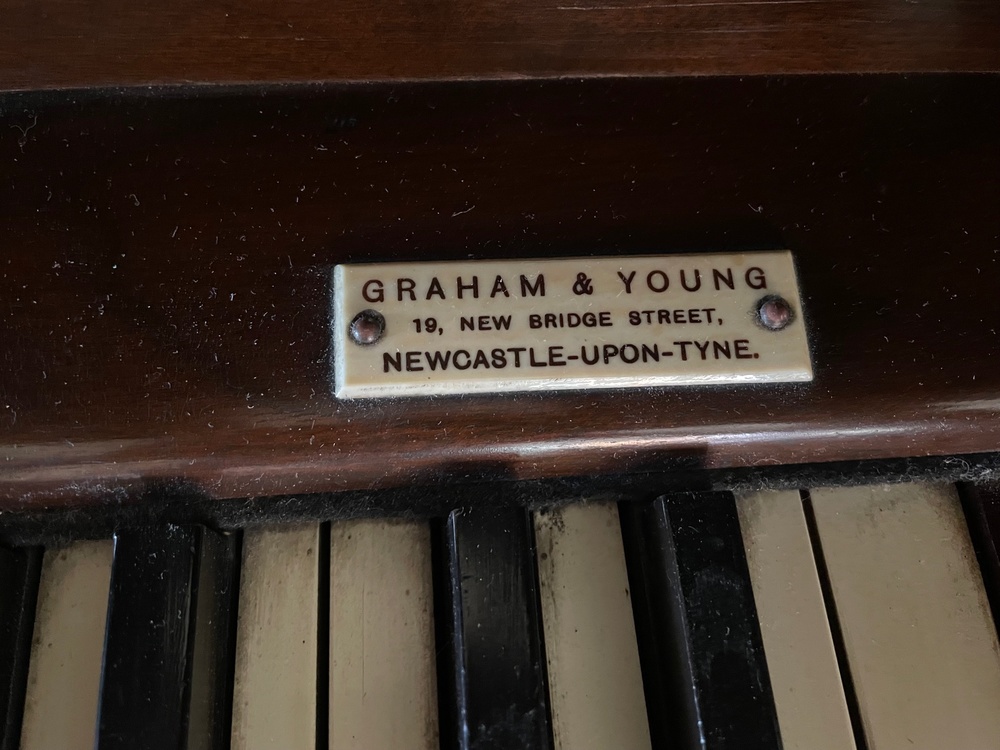 GRAHAM & YOUNG
19, NEW BRIDGE STREET,
NEWCASTLE-UPON-TYNE.